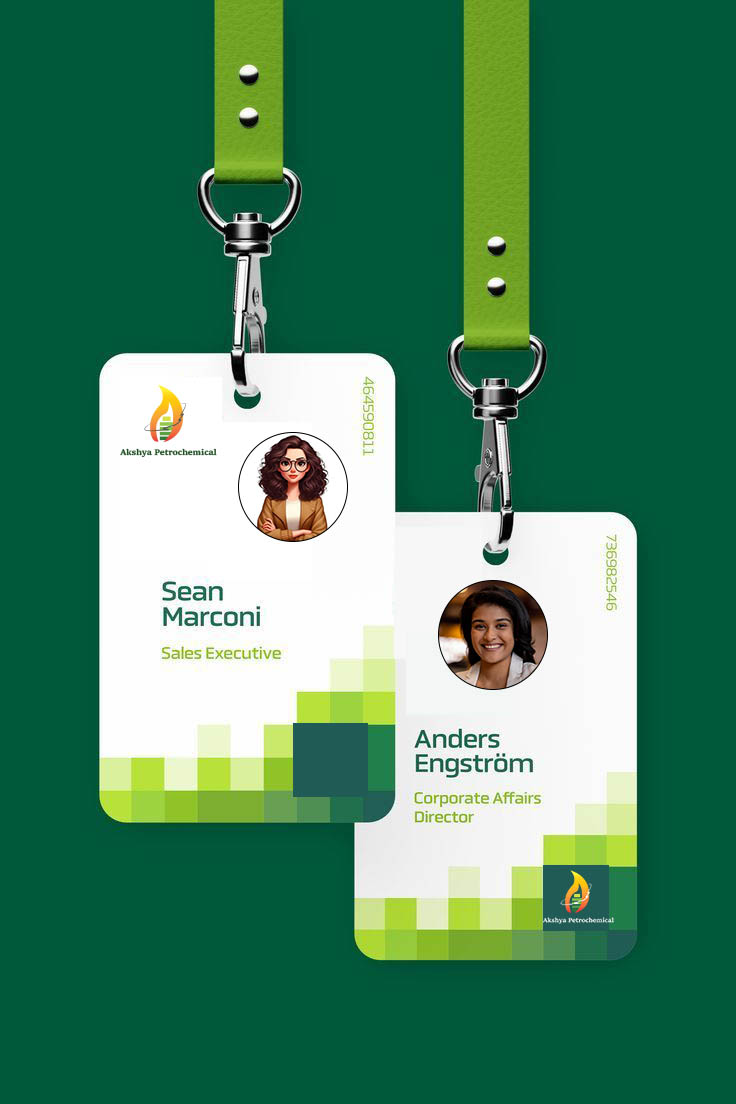 Akshya Petrochemical
464590811
Sean
Marconi
Sales Executive
736982546
Anders
Engström
Corporate Affairs
Director
Akshya Petrochemical